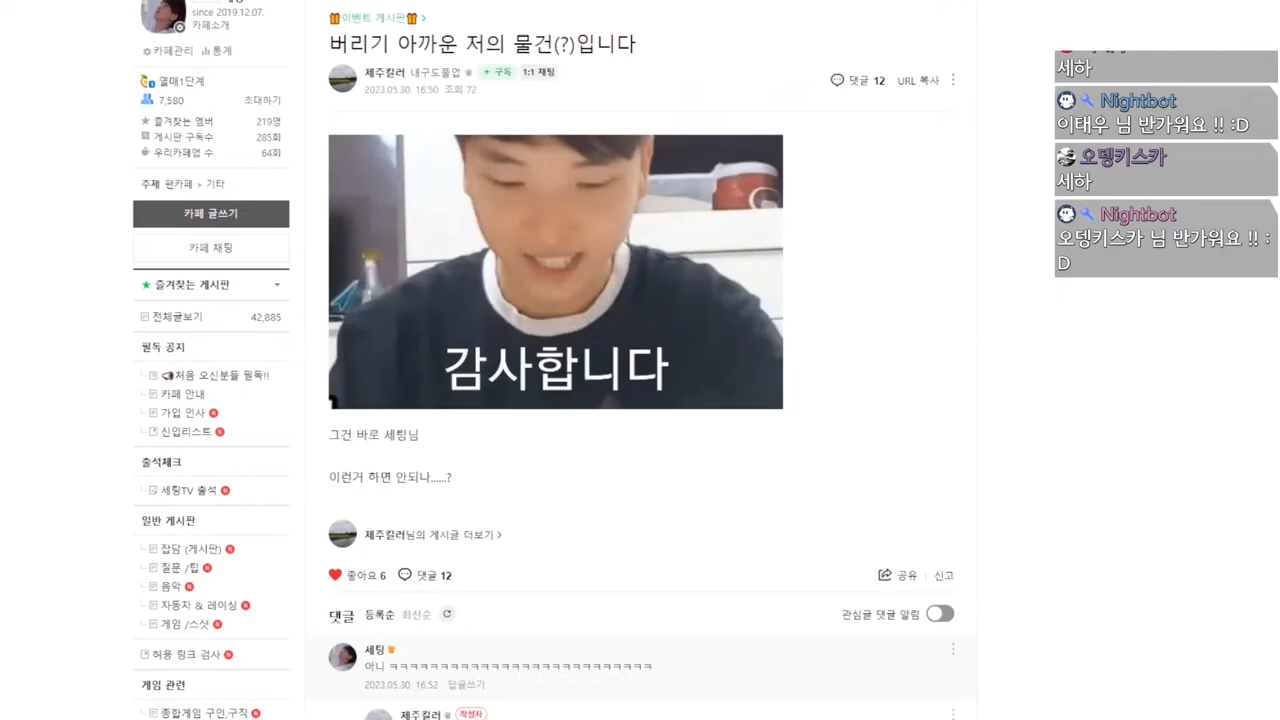 since 2019.12.07.
카페소개
카페관리 통계
열매1단계
7,580 초대하기
즐겨찾는 멤버 219명
게시판 구독수 285회
우리카페앱 수 64회
주제 팬카페 > 기타
카페 글쓰기
카페 채팅
즐겨찾는 게시판
전체글보기 42,885
필독 공지
처음 오신분들 필독!!
카페 안내
가입 인사 N
신입리스트 N
출석체크
세팅TV 출석 N
일반 게시판
잡담 (게시판) N
질문 /팁 N
음악 N
자동차 & 레이싱 N
게임 /스샷 N
허용 링크 검사 N
게임 관련
종합게임 구인,구직 N
이벤트 게시판 >
버리기 아까운 저의 물건(?)입니다
제주킬러 내구도풀업 + 구독 1:1 채팅
2023.05.30. 16:50 조회 72
댓글 12 URL 복사
감사합니다
그건 바로 세팅님
이런거 하면 안되나......?
제주킬러님의 게시글 더보기 >
좋아요 6 댓글 12
공유 신고
댓글 등록순 최신순
관심글 댓글 알림
세팅
아니 ㅋㅋㅋㅋㅋㅋㅋㅋㅋㅋㅋㅋㅋㅋㅋㅋㅋㅋㅋㅋㅋㅋㅋㅋㅋㅋ
2023.05.30. 16:52 답글쓰기
제주킬러 작성자
세하
Nightbot
이태우 님 반가워요 !! :D
오뎅키스카
세하
Nightbot
오뎅키스카 님 반가워요 !! :
D